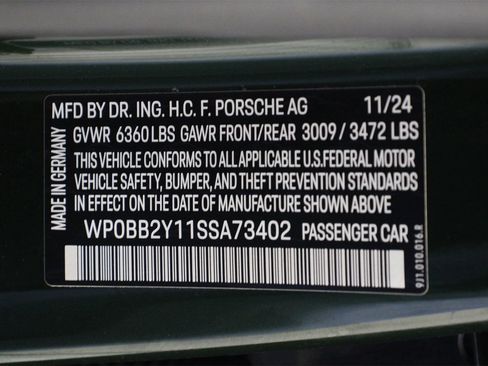 MFD BY DR. ING. H.C. F. PORSCHE AG 11/24
GVWR 6360 LBS GAWR FRONT/REAR 3009 / 3472 LBS
THIS VEHICLE CONFORMS TO ALL APPLICABLE U.S.FEDERAL MOTOR
VEHICLE SAFETY, BUMPER, AND THEFT PREVENTION STANDARDS
IN EFFECT ON THE DATE OF MANUFACTURE SHOWN ABOVE.
WP0BB2Y11SSA73402 PASSENGER CAR
MADE IN GERMANY
9J1.010.016.R